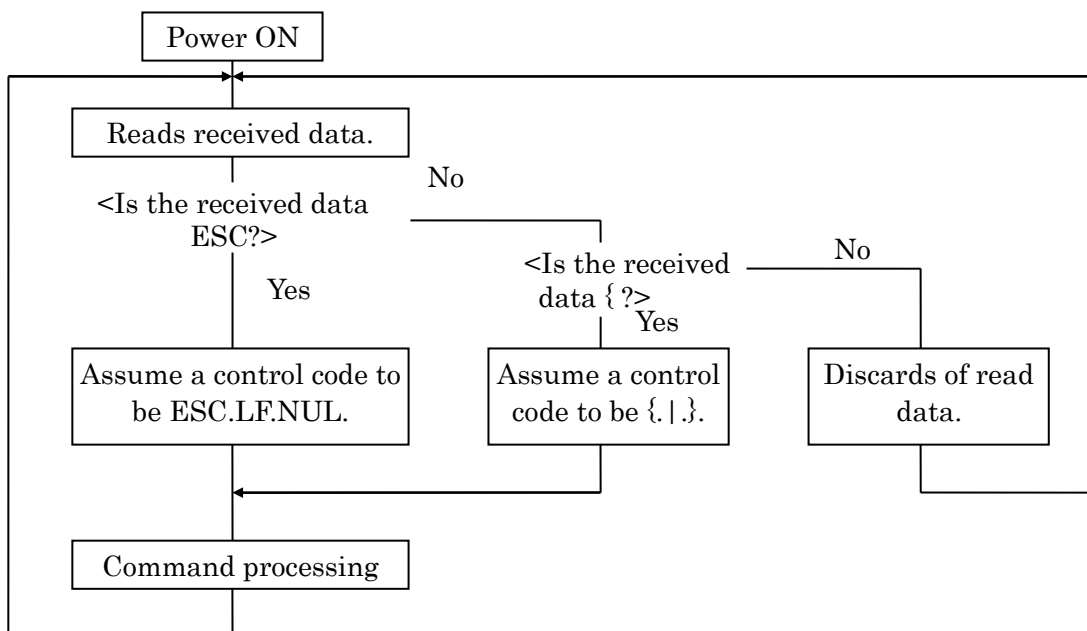 Power ON
Reads received data.
No
<Is the received data
ESC?>
No
<Is the received
data { ?>
Yes
Yes
Assume a control code to
be ESC.LF.NUL.
Assume a control
code to be {.|.}.
Discards of read
data.
Command processing